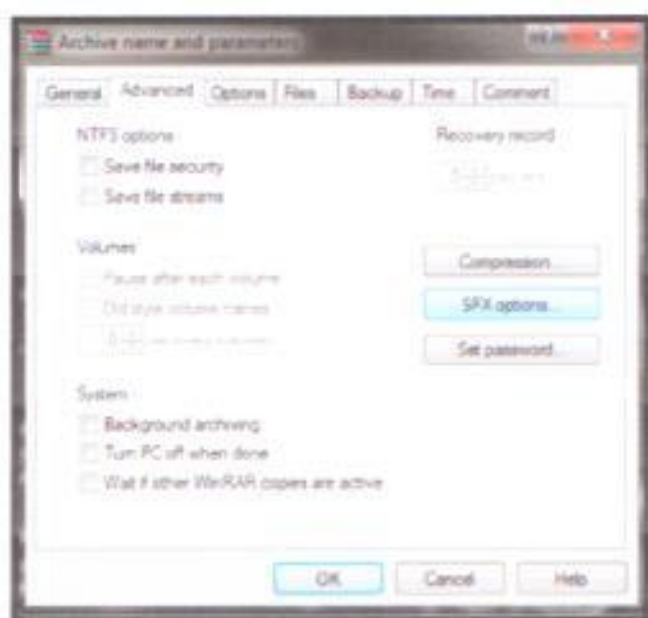 Archive name and parameters
General Advanced Options Files Backup Time Comment
NTFS options
Save file security
Save file streams
Recovery record
Volumes
Pause after each volume
Old style volume names
Compression...
SFX options...
Set password...
System
Background archiving
Turn PC off when done
Wait if other WinRAR copies are active
OK Cancel Help